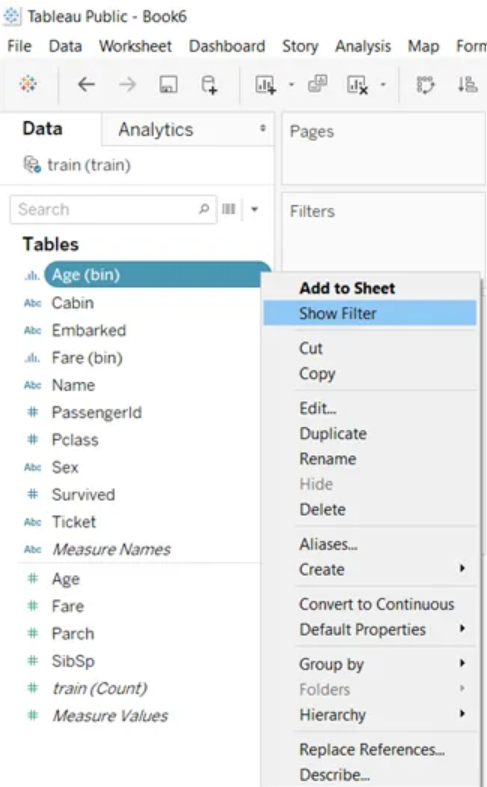 Tableau Public - Book6
File Data Worksheet Dashboard Story Analysis Map Form
Data Analytics
train (train)
Search
Tables
Age (bin)
Abc Cabin
Abc Embarked
Fare (bin)
Abc Name
# PassengerId
# Pclass
Abc Sex
# Survived
Abc Ticket
Abc Measure Names
# Age
# Fare
# Parch
# SibSp
# train (Count)
# Measure Values
Pages
Filters
Add to Sheet
Show Filter
Cut
Copy
Edit...
Duplicate
Rename
Hide
Delete
Aliases...
Create
Convert to Continuous
Default Properties
Group by
Folders
Hierarchy
Replace References...
Describe...